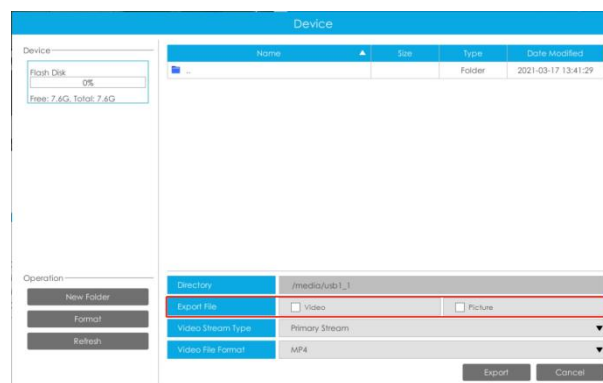 Device
Device
Flash Disk
0%
Free: 7.6G, Total: 7.6G
Name Size Type Date Modified
.. Folder 2021-03-17 13:41:29
Operation
New Folder
Format
Refresh
Directory /media/usb1_1
Export File Video Picture
Video Stream Type Primary Stream
Video File Format MP4
Export Cancel